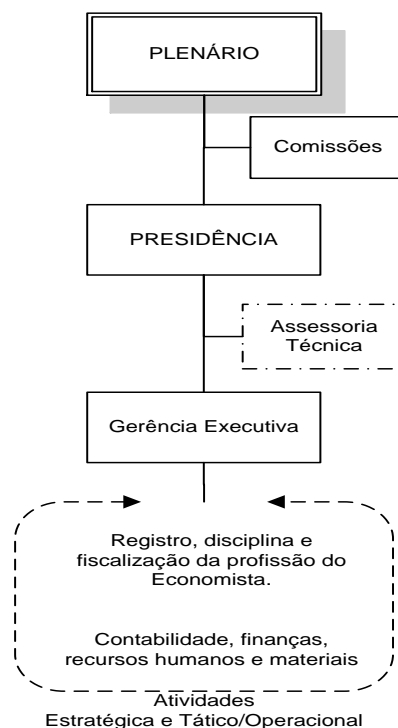 PLENÁRIO
Comissões
PRESIDÊNCIA
Assessoria
Técnica
Gerência Executiva
Registro, disciplina e
fiscalização da profissão do
Economista.
Contabilidade, finanças,
recursos humanos e materiais
Atividades
Estratégica e Tático/Operacional